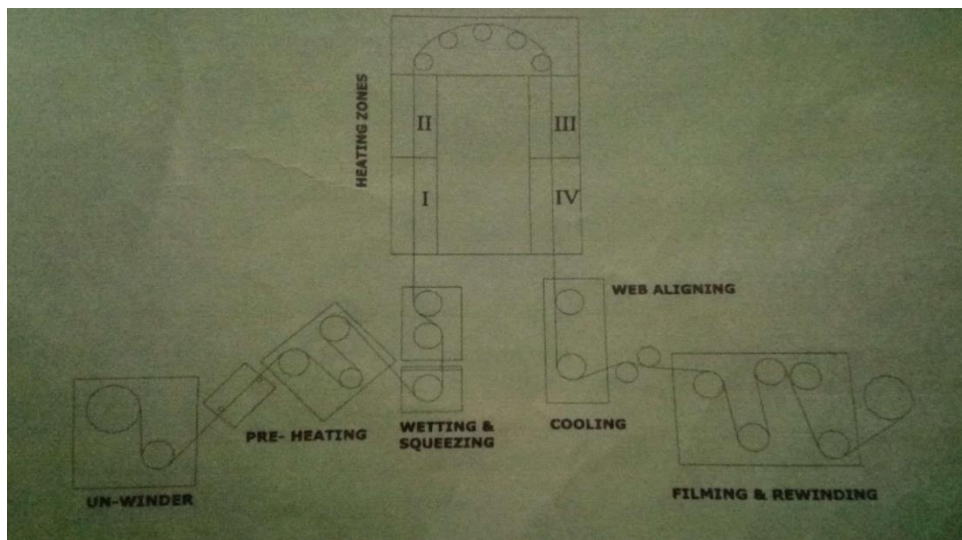 HEATING ZONES
II
III
I
IV
WEB ALIGNING
UN-WINDER
PRE- HEATING
WETTING &
SQUEEZING
COOLING
FILMING & REWINDING